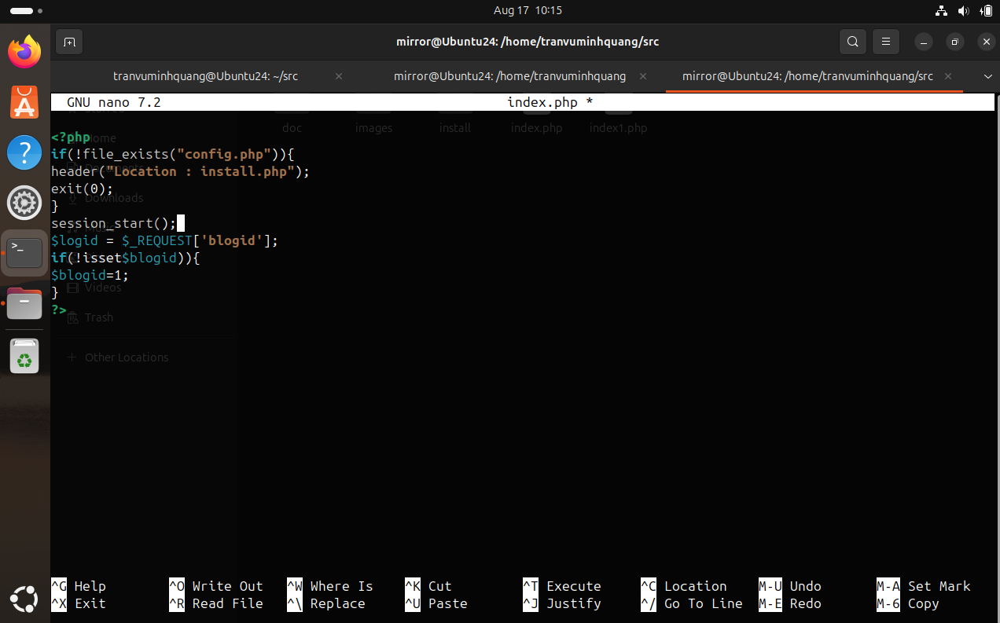 Aug 17 10:15
mirror@Ubuntu24: /home/tranvuminhquang/src
tranvuminhquang@Ubuntu24: ~/src
mirror@Ubuntu24: /home/tranvuminhquang
mirror@Ubuntu24: /home/tranvuminhquang/src
GNU nano 7.2 index.php *
doc images install index.php index1.php
Home
Downloads
Videos
Trash
Other Locations
<?php
if(!file_exists("config.php")){
header("Location : install.php");
exit(0);
}
session_start();
$logid = $_REQUEST['blogid'];
if(!isset$blogid)){
$blogid=1;
}
?>
^G Help ^O Write Out ^W Where Is ^K Cut ^T Execute ^C Location M-U Undo M-A Set Mark
^X Exit ^R Read File ^\ Replace ^U Paste ^J Justify ^/ Go To Line M-E Redo M-6 Copy